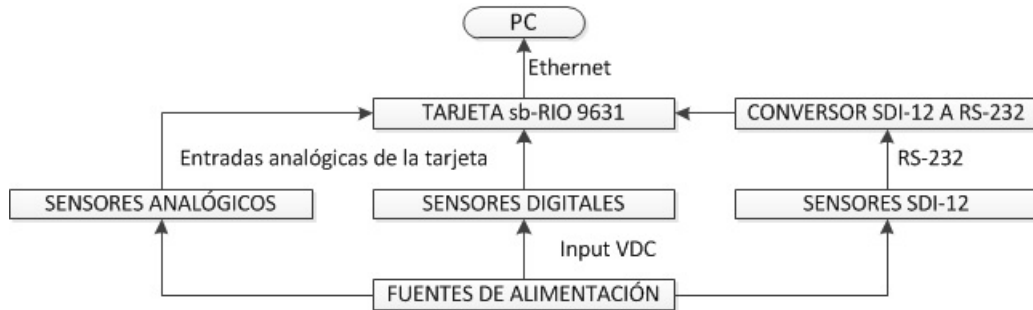 PC
Ethernet
TARJETA sb-RIO 9631
CONVERSOR SDI-12 A RS-232
Entradas analógicas de la tarjeta
RS-232
SENSORES ANALÓGICOS
SENSORES DIGITALES
SENSORES SDI-12
Input VDC
FUENTES DE ALIMENTACIÓN